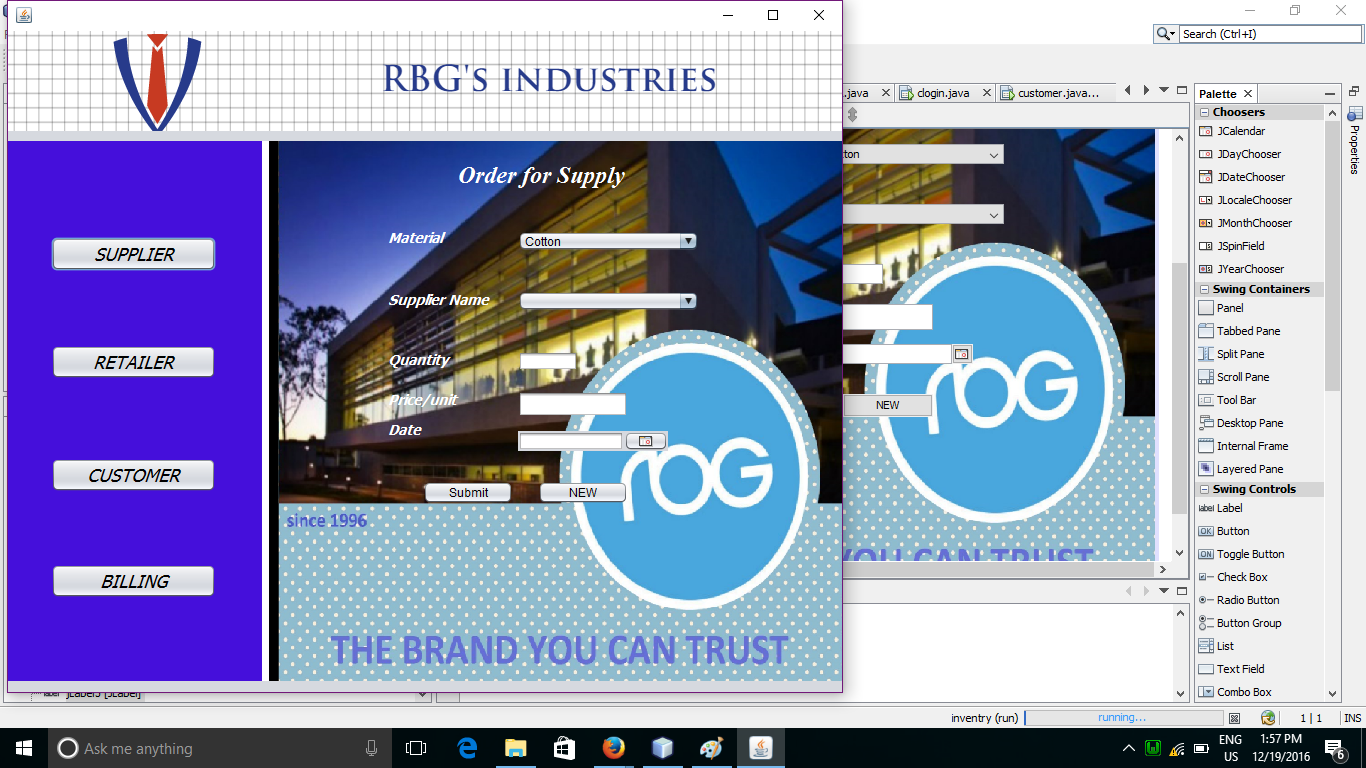 RBG'S INDUSTRIES
SUPPLIER
RETAILER
CUSTOMER
BILLING
Order for Supply
Material
Cotton
Supplier Name
Quantity
Price/unit
Date
Submit
NEW
since 1996
rbG
THE BRAND YOU CAN TRUST
Search (Ctrl+I)
.java
clogin.java
customer.java...
tton
NEW
rbG
YOU CAN TRUST
Palette
Properties
Choosers
JCalendar
JDayChooser
JDateChooser
JLocaleChooser
JMonthChooser
JSpinField
JYearChooser
Swing Containers
Panel
Tabbed Pane
Split Pane
Scroll Pane
Tool Bar
Desktop Pane
Internal Frame
Layered Pane
Swing Controls
label Label
OK Button
ON Toggle Button
Check Box
Radio Button
Button Group
List
Text Field
Combo Box
label jLabel3 [JLabel]
inventry (run)
running...
1 | 1
INS
Ask me anything
ENG
US
1:57 PM
12/19/2016
6